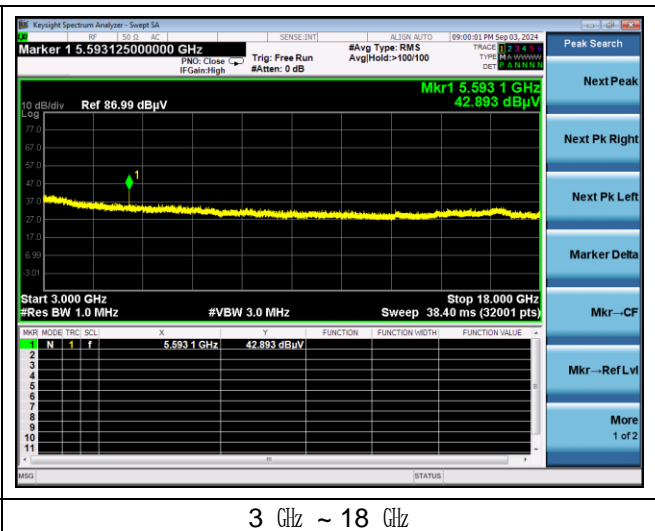 Keysight Spectrum Analyzer - Swept SA
RF 50 Ω AC SENSE:INT ALIGN AUTO 09:00:01 PM Sep 03, 2024
Marker 1 5.593125000000 GHz
PNO: Close
IFGain:High
Trig: Free Run
#Atten: 0 dB
#Avg Type: RMS
Avg|Hold:>100/100
TRACE 1 2 3 4 5 6
TYPE M A WWWW
DET P A N N N N
Peak Search
Mkr1 5.593 1 GHz
42.893 dBµV
10 dB/div Ref 86.99 dBµV
Log
77.0
67.0
57.0
47.0
37.0
27.0
17.0
6.99
-3.01
1
Start 3.000 GHz Stop 18.000 GHz
#Res BW 1.0 MHz #VBW 3.0 MHz Sweep 38.40 ms (32001 pts)
MKR MODE TRC SCL X Y FUNCTION FUNCTION WIDTH FUNCTION VALUE
1 N 1 f 5.593 1 GHz 42.893 dBµV
2
3
4
5
6
7
8
9
10
11
MSG STATUS
Next Peak
Next Pk Right
Next Pk Left
Marker Delta
Mkr→CF
Mkr→Ref Lvl
More
1 of 2
3 ㎓ ~ 18 ㎓